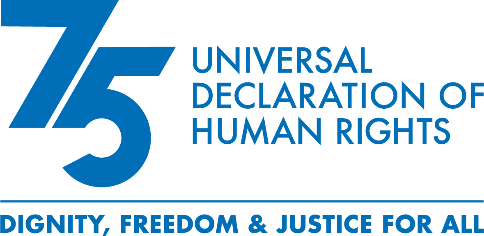 75
UNIVERSAL
DECLARATION OF
HUMAN RIGHTS
DIGNITY, FREEDOM & JUSTICE FOR ALL